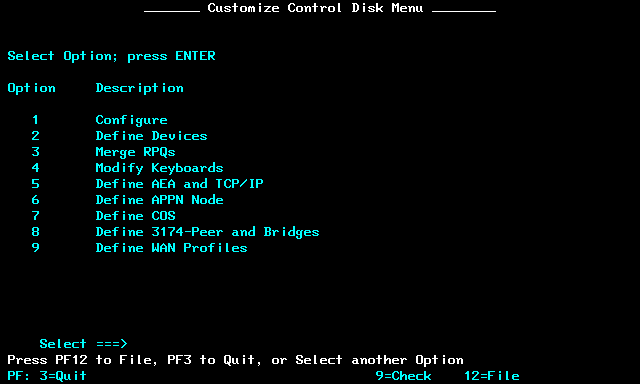 _______ Customize Control Disk Menu ________
Select Option; press ENTER
Option     Description
1       Configure
2       Define Devices
3       Merge RPQs
4       Modify Keyboards
5       Define AEA and TCP/IP
6       Define APPN Node
7       Define COS
8       Define 3174-Peer and Bridges
9       Define WAN Profiles
Select ===>
Press PF12 to File, PF3 to Quit, or Select another Option
PF: 3=Quit                                    9=Check    12=File